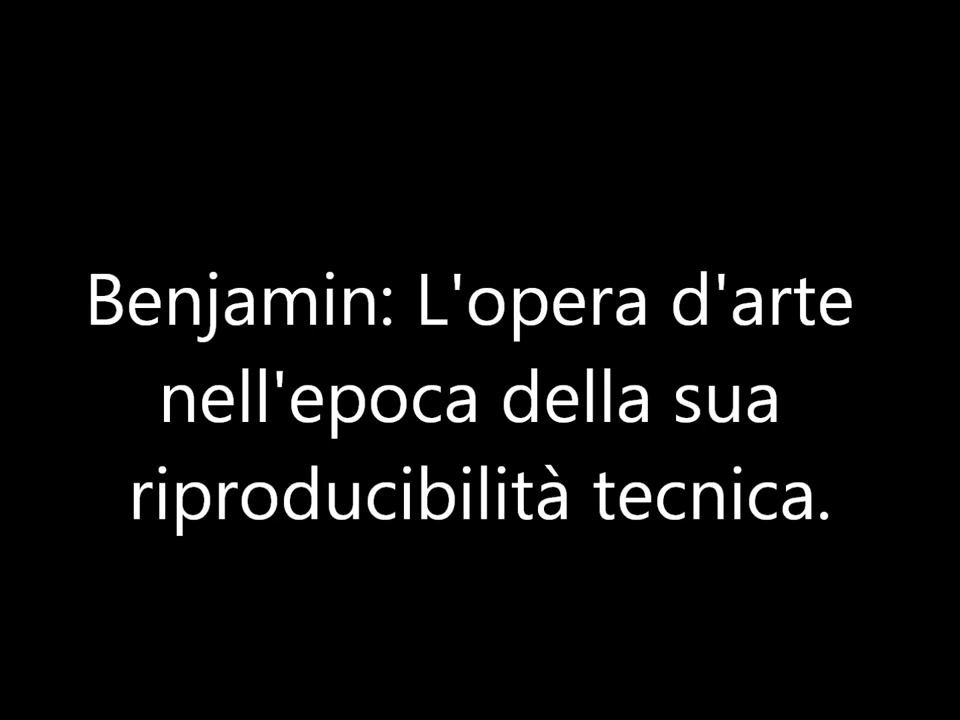 Benjamin: L'opera d'arte
nell'epoca della sua
riproducibilità tecnica.